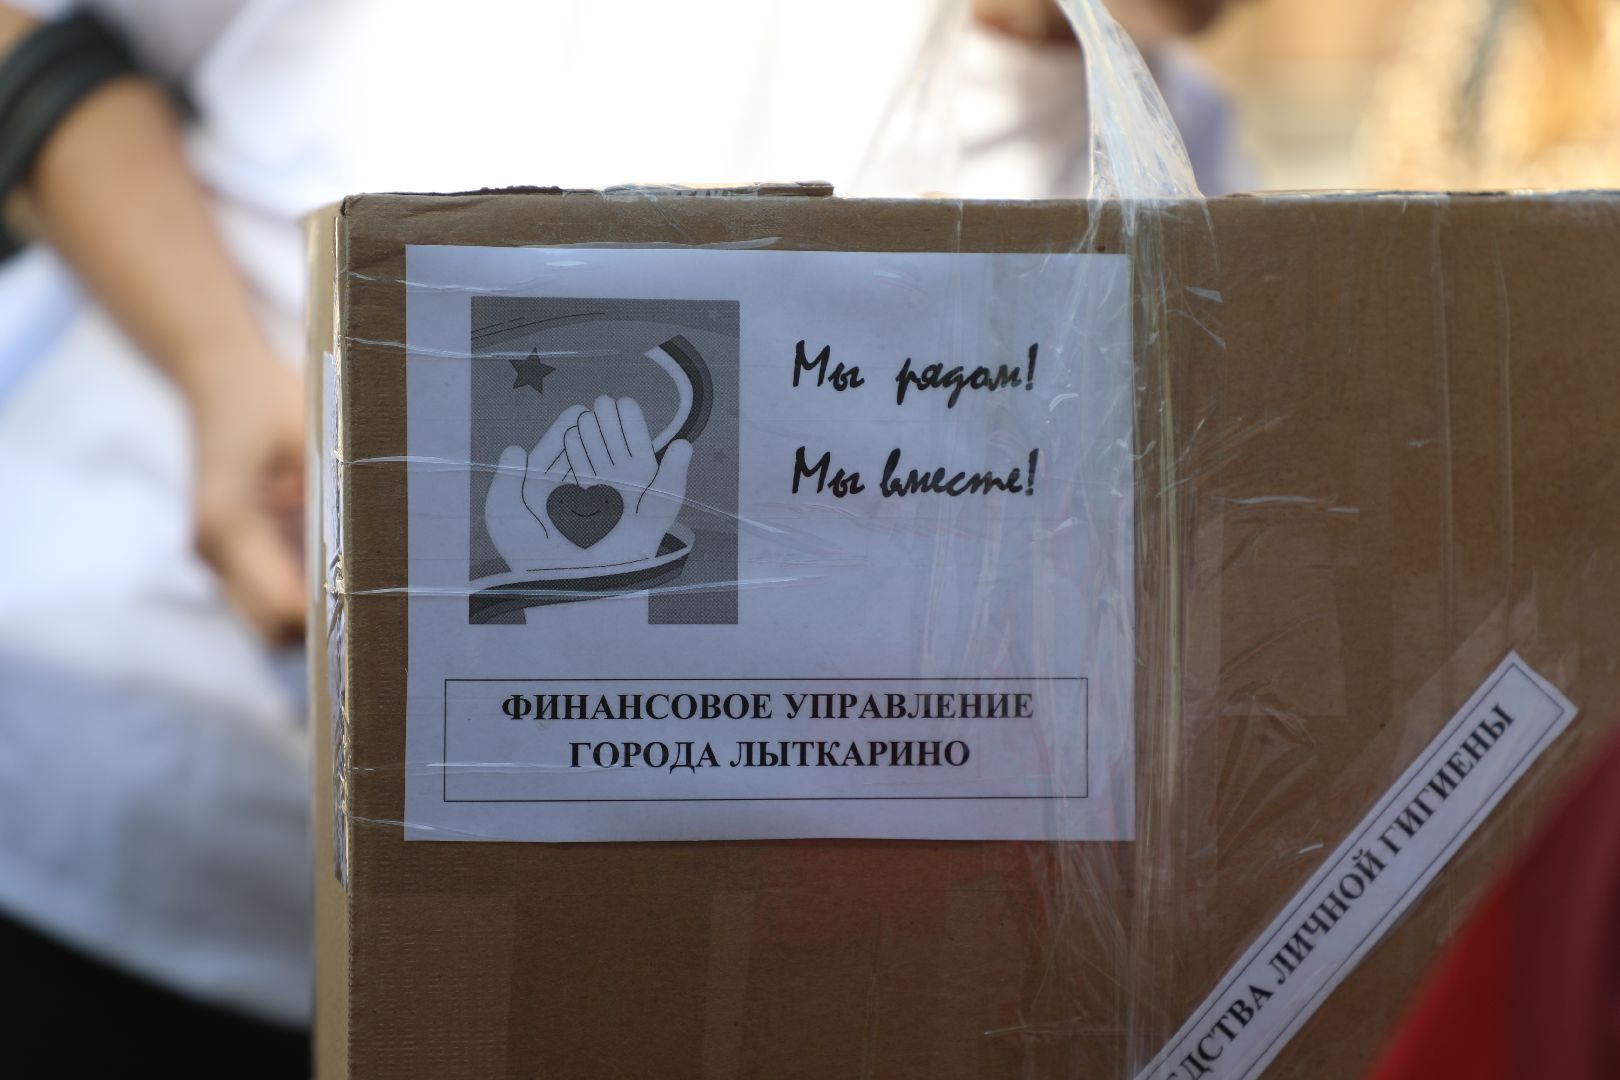 Мы рядом!
Мы вместе!
ФИНАНСОВОЕ УПРАВЛЕНИЕ
ГОРОДА ЛЫТКАРИНО
ЛИЧНОЙ ГИГИЕНЫ